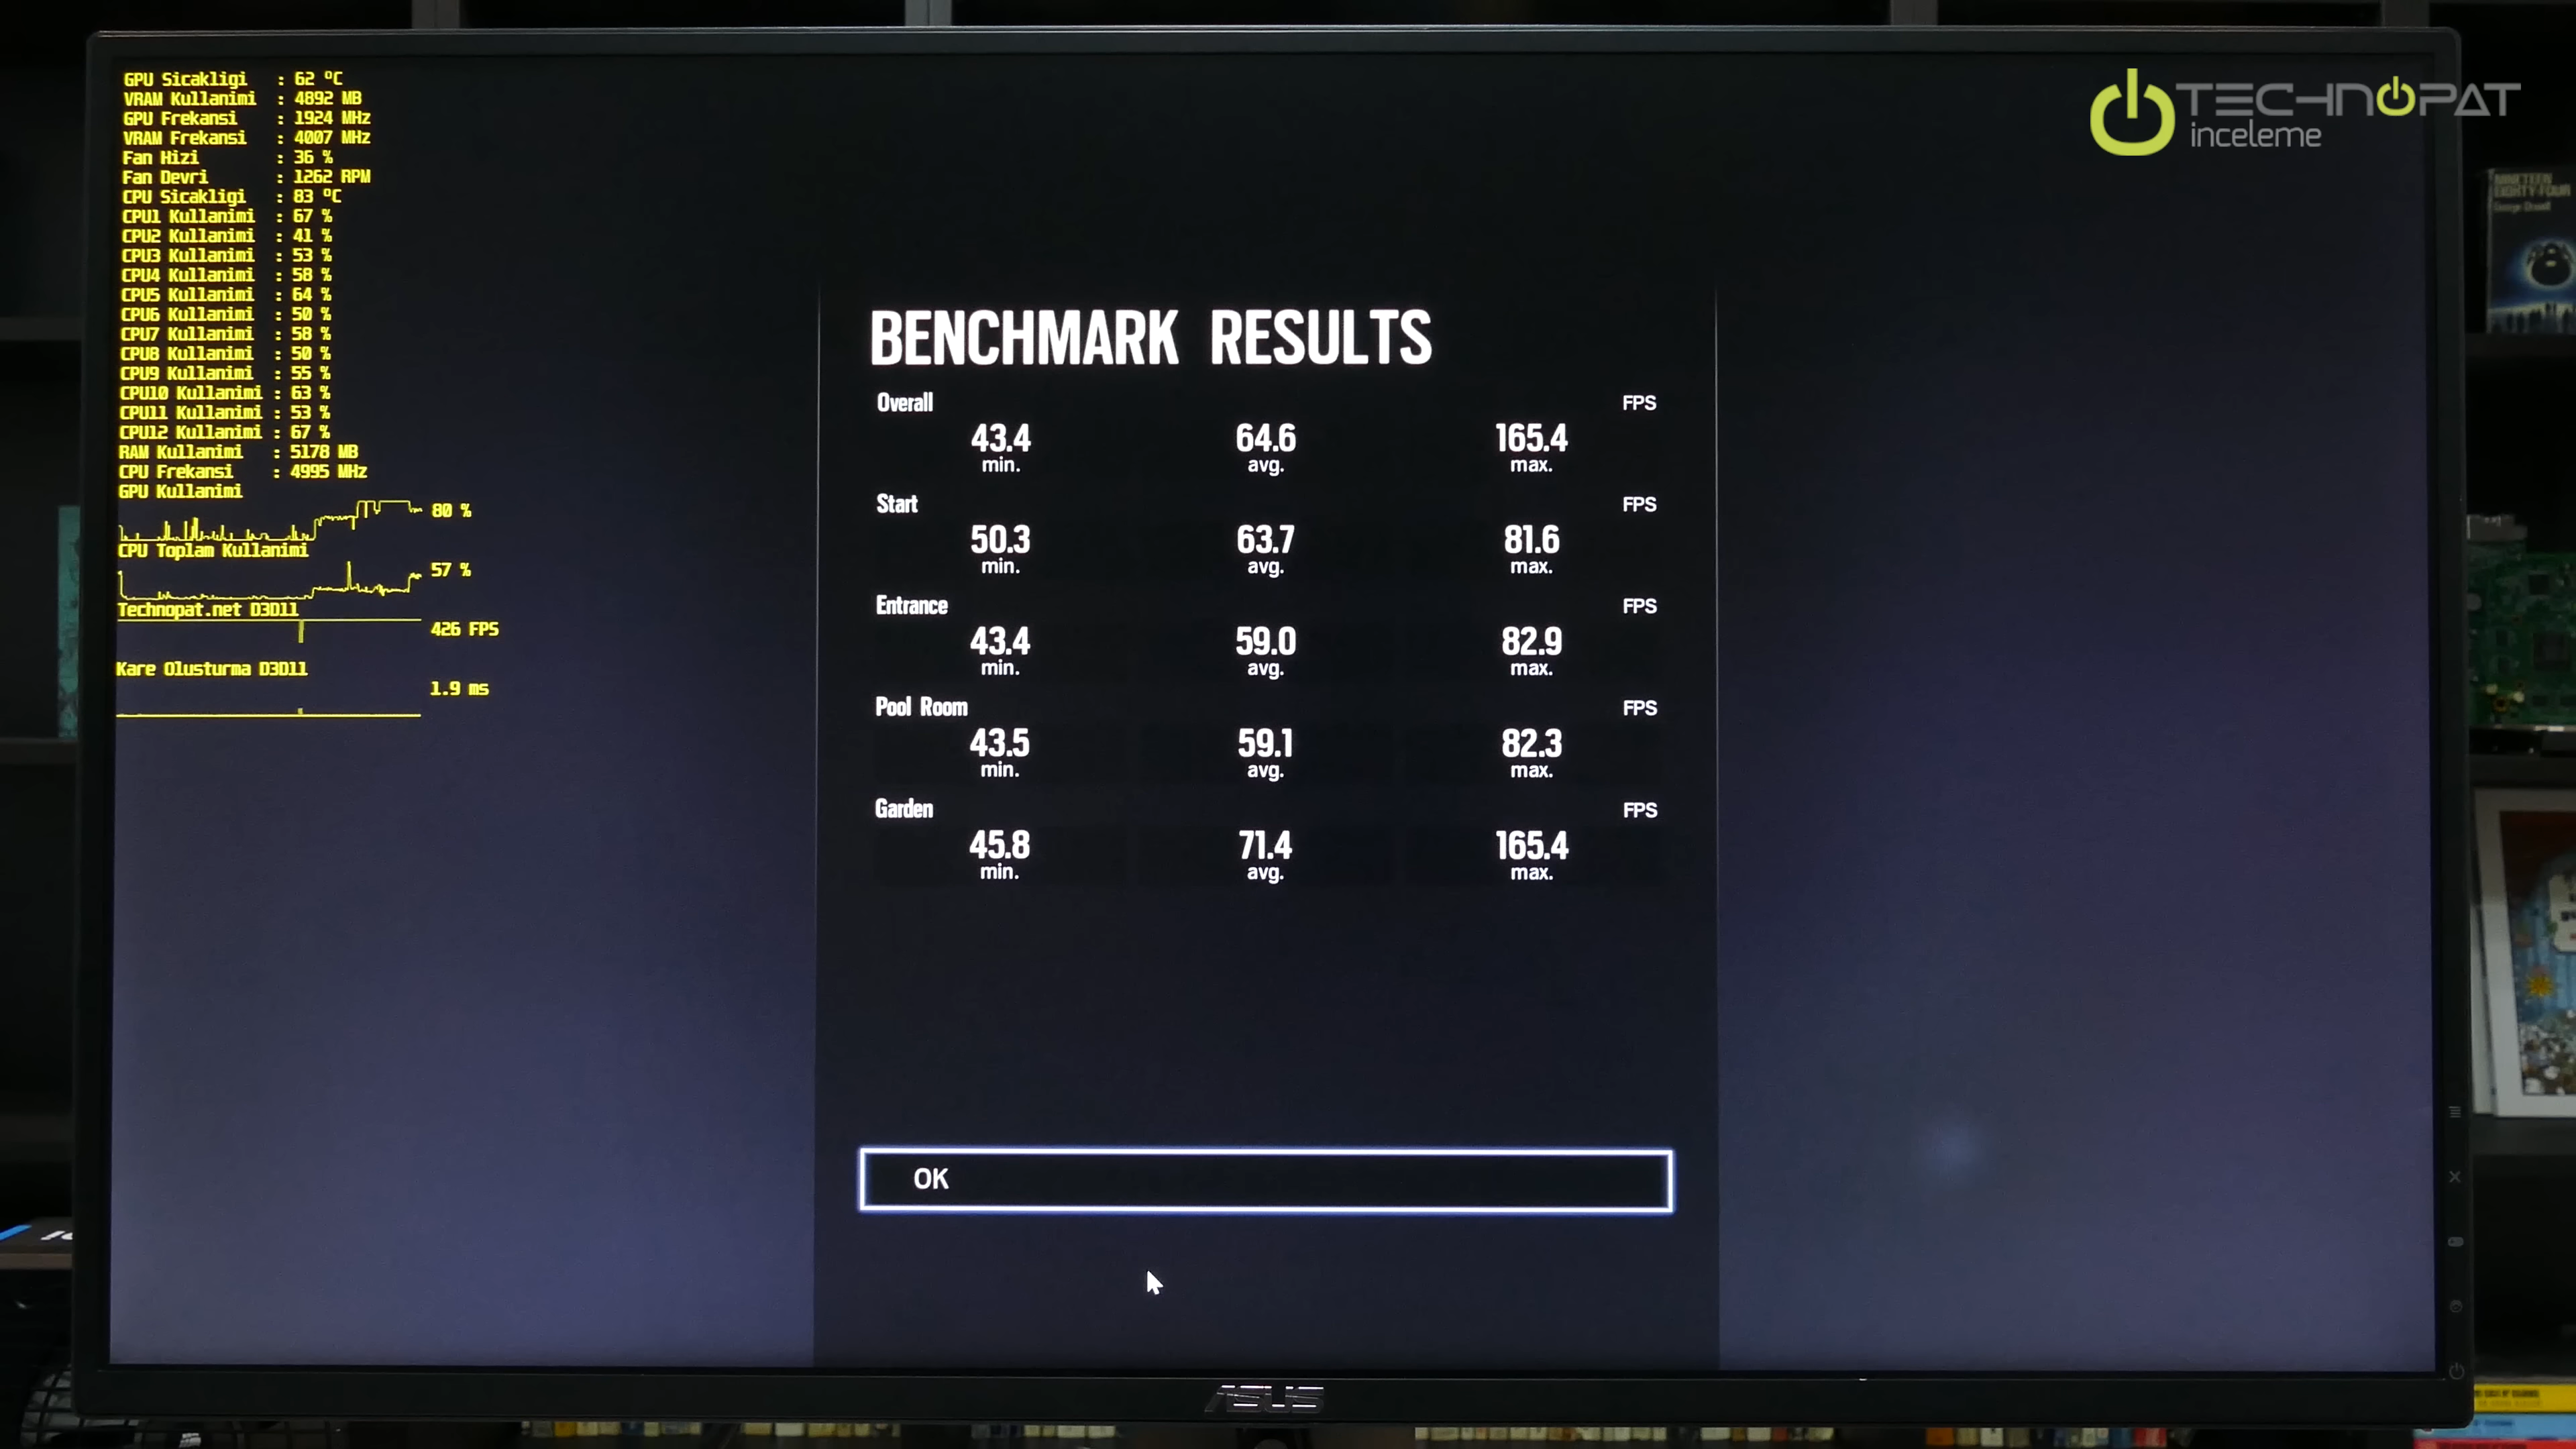 GPU Sicakligi : 62 ºC
VRAM Kullanimi : 4892 MB
GPU Frekansi : 1924 MHz
VRAM Frekansi : 4007 MHz
Fan Hizi : 36 %
Fan Devri : 1262 RPM
CPU Sicakligi : 83 ºC
CPU1 Kullanimi : 67 %
CPU2 Kullanimi : 41 %
CPU3 Kullanimi : 53 %
CPU4 Kullanimi : 58 %
CPU5 Kullanimi : 64 %
CPU6 Kullanimi : 50 %
CPU7 Kullanimi : 58 %
CPU8 Kullanimi : 50 %
CPU9 Kullanimi : 55 %
CPU10 Kullanimi : 63 %
CPU11 Kullanimi : 53 %
CPU12 Kullanimi : 67 %
RAM Kullanimi : 5178 MB
CPU Frekansi : 4995 MHz
GPU Kullanimi
80 %
CPU Toplam Kullanimi
57 %
Technopat.net D3D11
426 FPS
Kare Olusturma D3D11
1.9 ms
TECHNOPAT
inceleme
NINETEEN
EIGHTY-FOUR
George Orwell
BENCHMARK RESULTS
Overall FPS
43.4 64.6 165.4
min. avg. max.
Start FPS
50.3 63.7 81.6
min. avg. max.
Entrance FPS
43.4 59.0 82.9
min. avg. max.
Pool Room FPS
43.5 59.1 82.3
min. avg. max.
Garden FPS
45.8 71.4 165.4
min. avg. max.
OK
ASUS